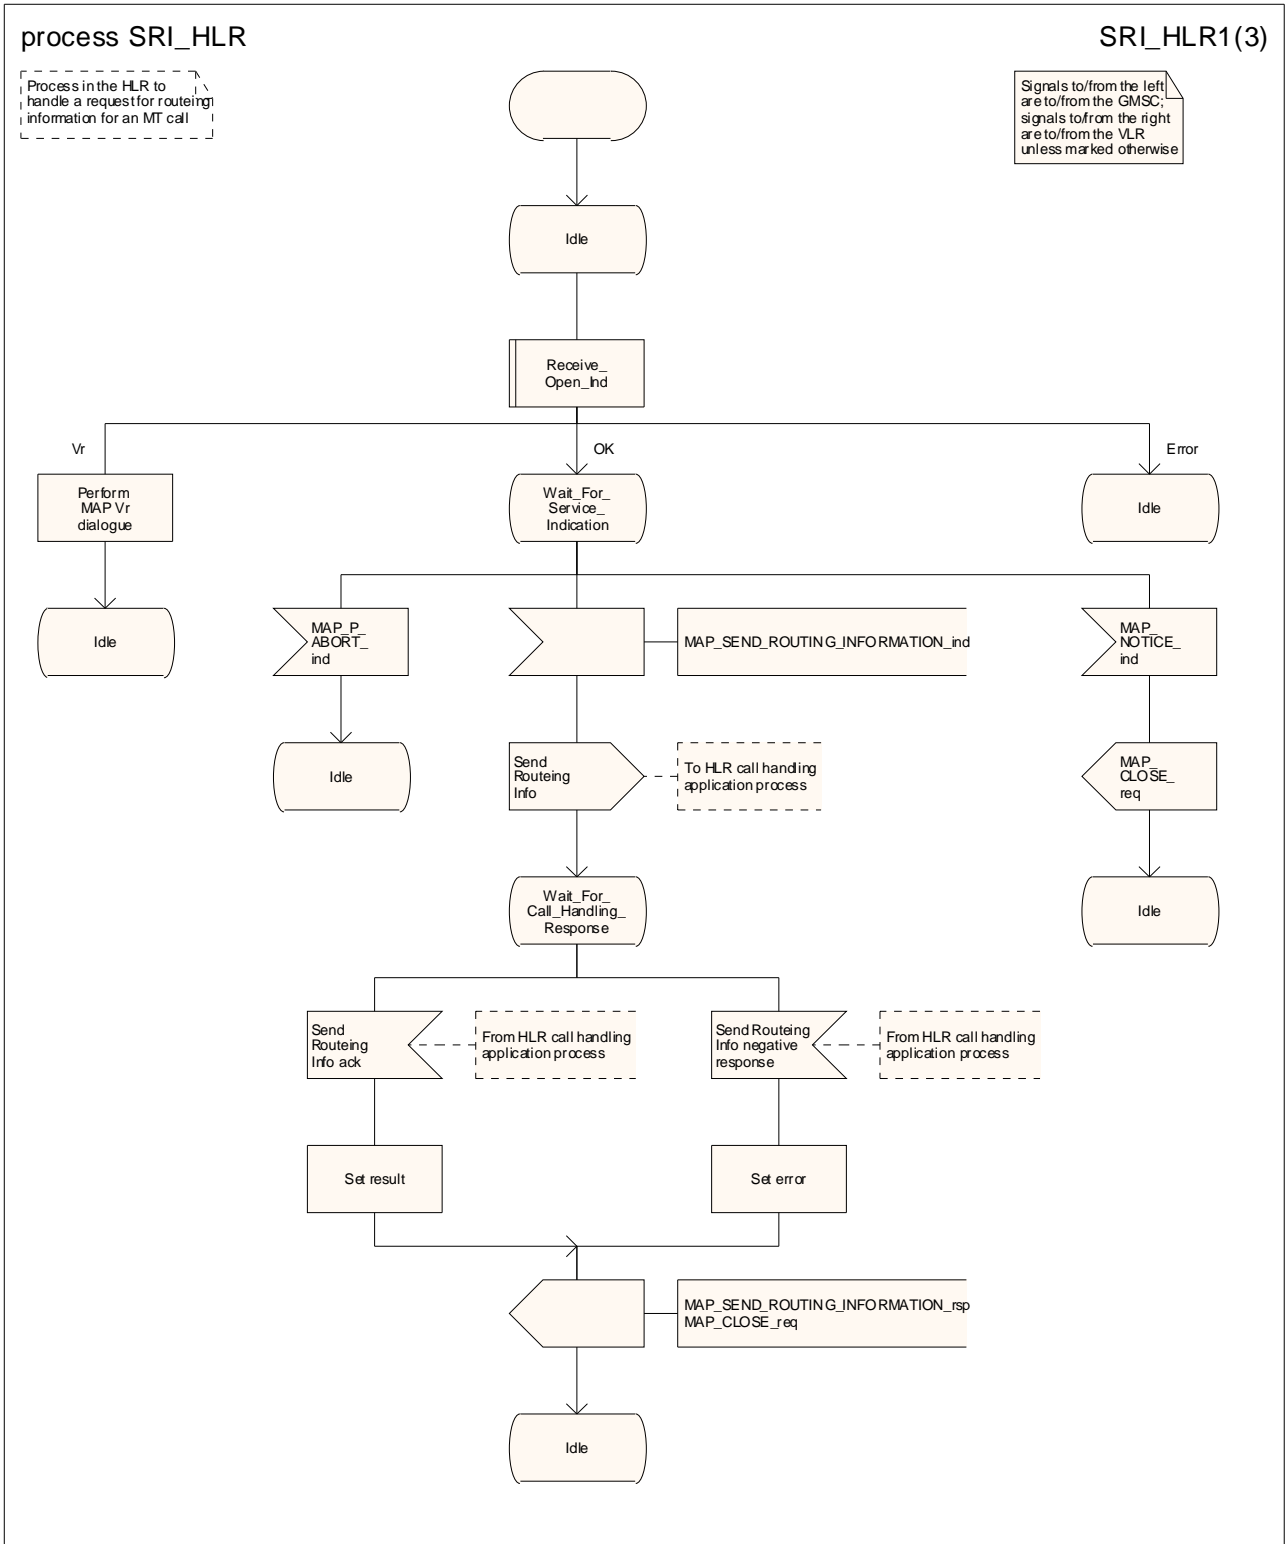 process SRI_HLR
SRI_HLR1(3)
Process in the HLR to
handle a request for routeing
information for an MT call
Signals to/from the left
are to/from the GMSC;
signals to/from the right
are to/from the VLR
unless marked otherwise
Idle
Receive_
Open_Ind
Vr
OK
Error
Perform
MAP Vr
dialogue
Wait_For_
Service_
Indication
Idle
Idle
MAP_P_
ABORT_
ind
MAP_SEND_ROUTING_INFORMATION_ind
MAP_
NOTICE_
ind
Idle
Send
Routeing
Info
To HLR call handling
application process
MAP_
CLOSE_
req
Wait_For_
Call_Handling_
Response
Idle
Send
Routeing
Info ack
From HLR call handling
application process
Send Routeing
Info negative
response
From HLR call handling
application process
Set result
Set error
MAP_SEND_ROUTING_INFORMATION_rsp
MAP_CLOSE_req
Idle